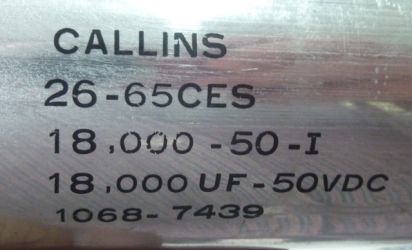 CALLINS
26-65CES
18,000 -50-I
18,000 UF-50VDC
1068-7439